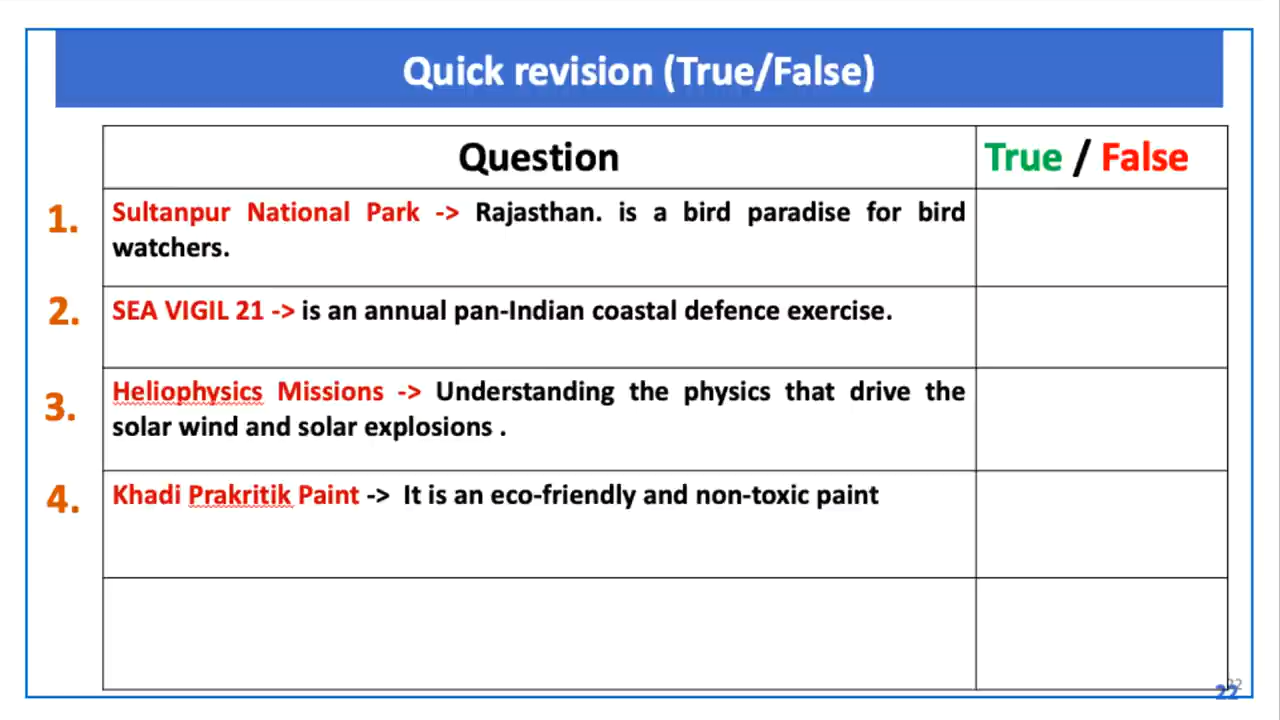 Quick revision (True/False)
Question
True / False
1.
Sultanpur National Park -> Rajasthan. is a bird paradise for bird
watchers.
2.
SEA VIGIL 21 -> is an annual pan-Indian coastal defence exercise.
3.
Heliophysics Missions -> Understanding the physics that drive the
solar wind and solar explosions .
4.
Khadi Prakritik Paint -> It is an eco-friendly and non-toxic paint
22
22